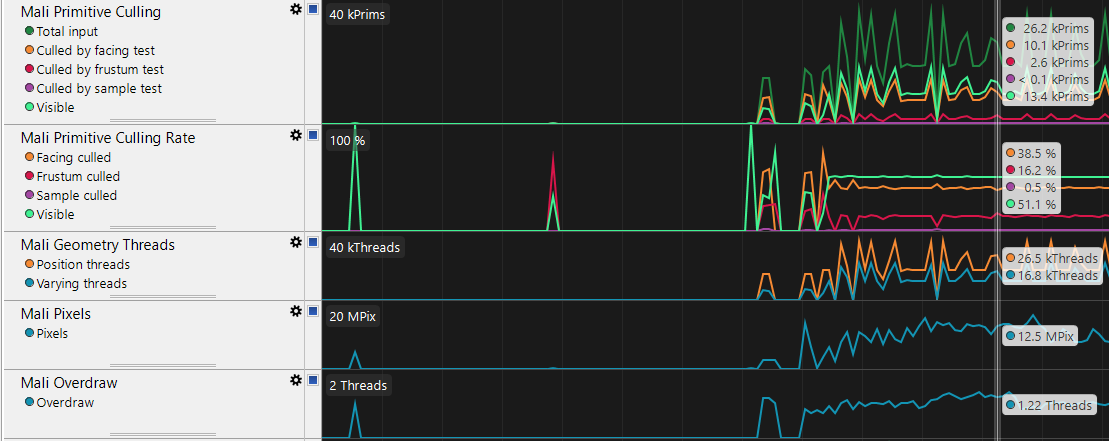 Mali Primitive Culling
Total input
Culled by facing test
Culled by frustum test
Culled by sample test
Visible
40 kPrims
26.2 kPrims
10.1 kPrims
2.6 kPrims
< 0.1 kPrims
13.4 kPrims
Mali Primitive Culling Rate
Facing culled
Frustum culled
Sample culled
Visible
100 %
38.5 %
16.2 %
0.5 %
51.1 %
Mali Geometry Threads
Position threads
Varying threads
40 kThreads
26.5 kThreads
16.8 kThreads
Mali Pixels
Pixels
20 MPix
12.5 MPix
Mali Overdraw
Overdraw
2 Threads
1.22 Threads